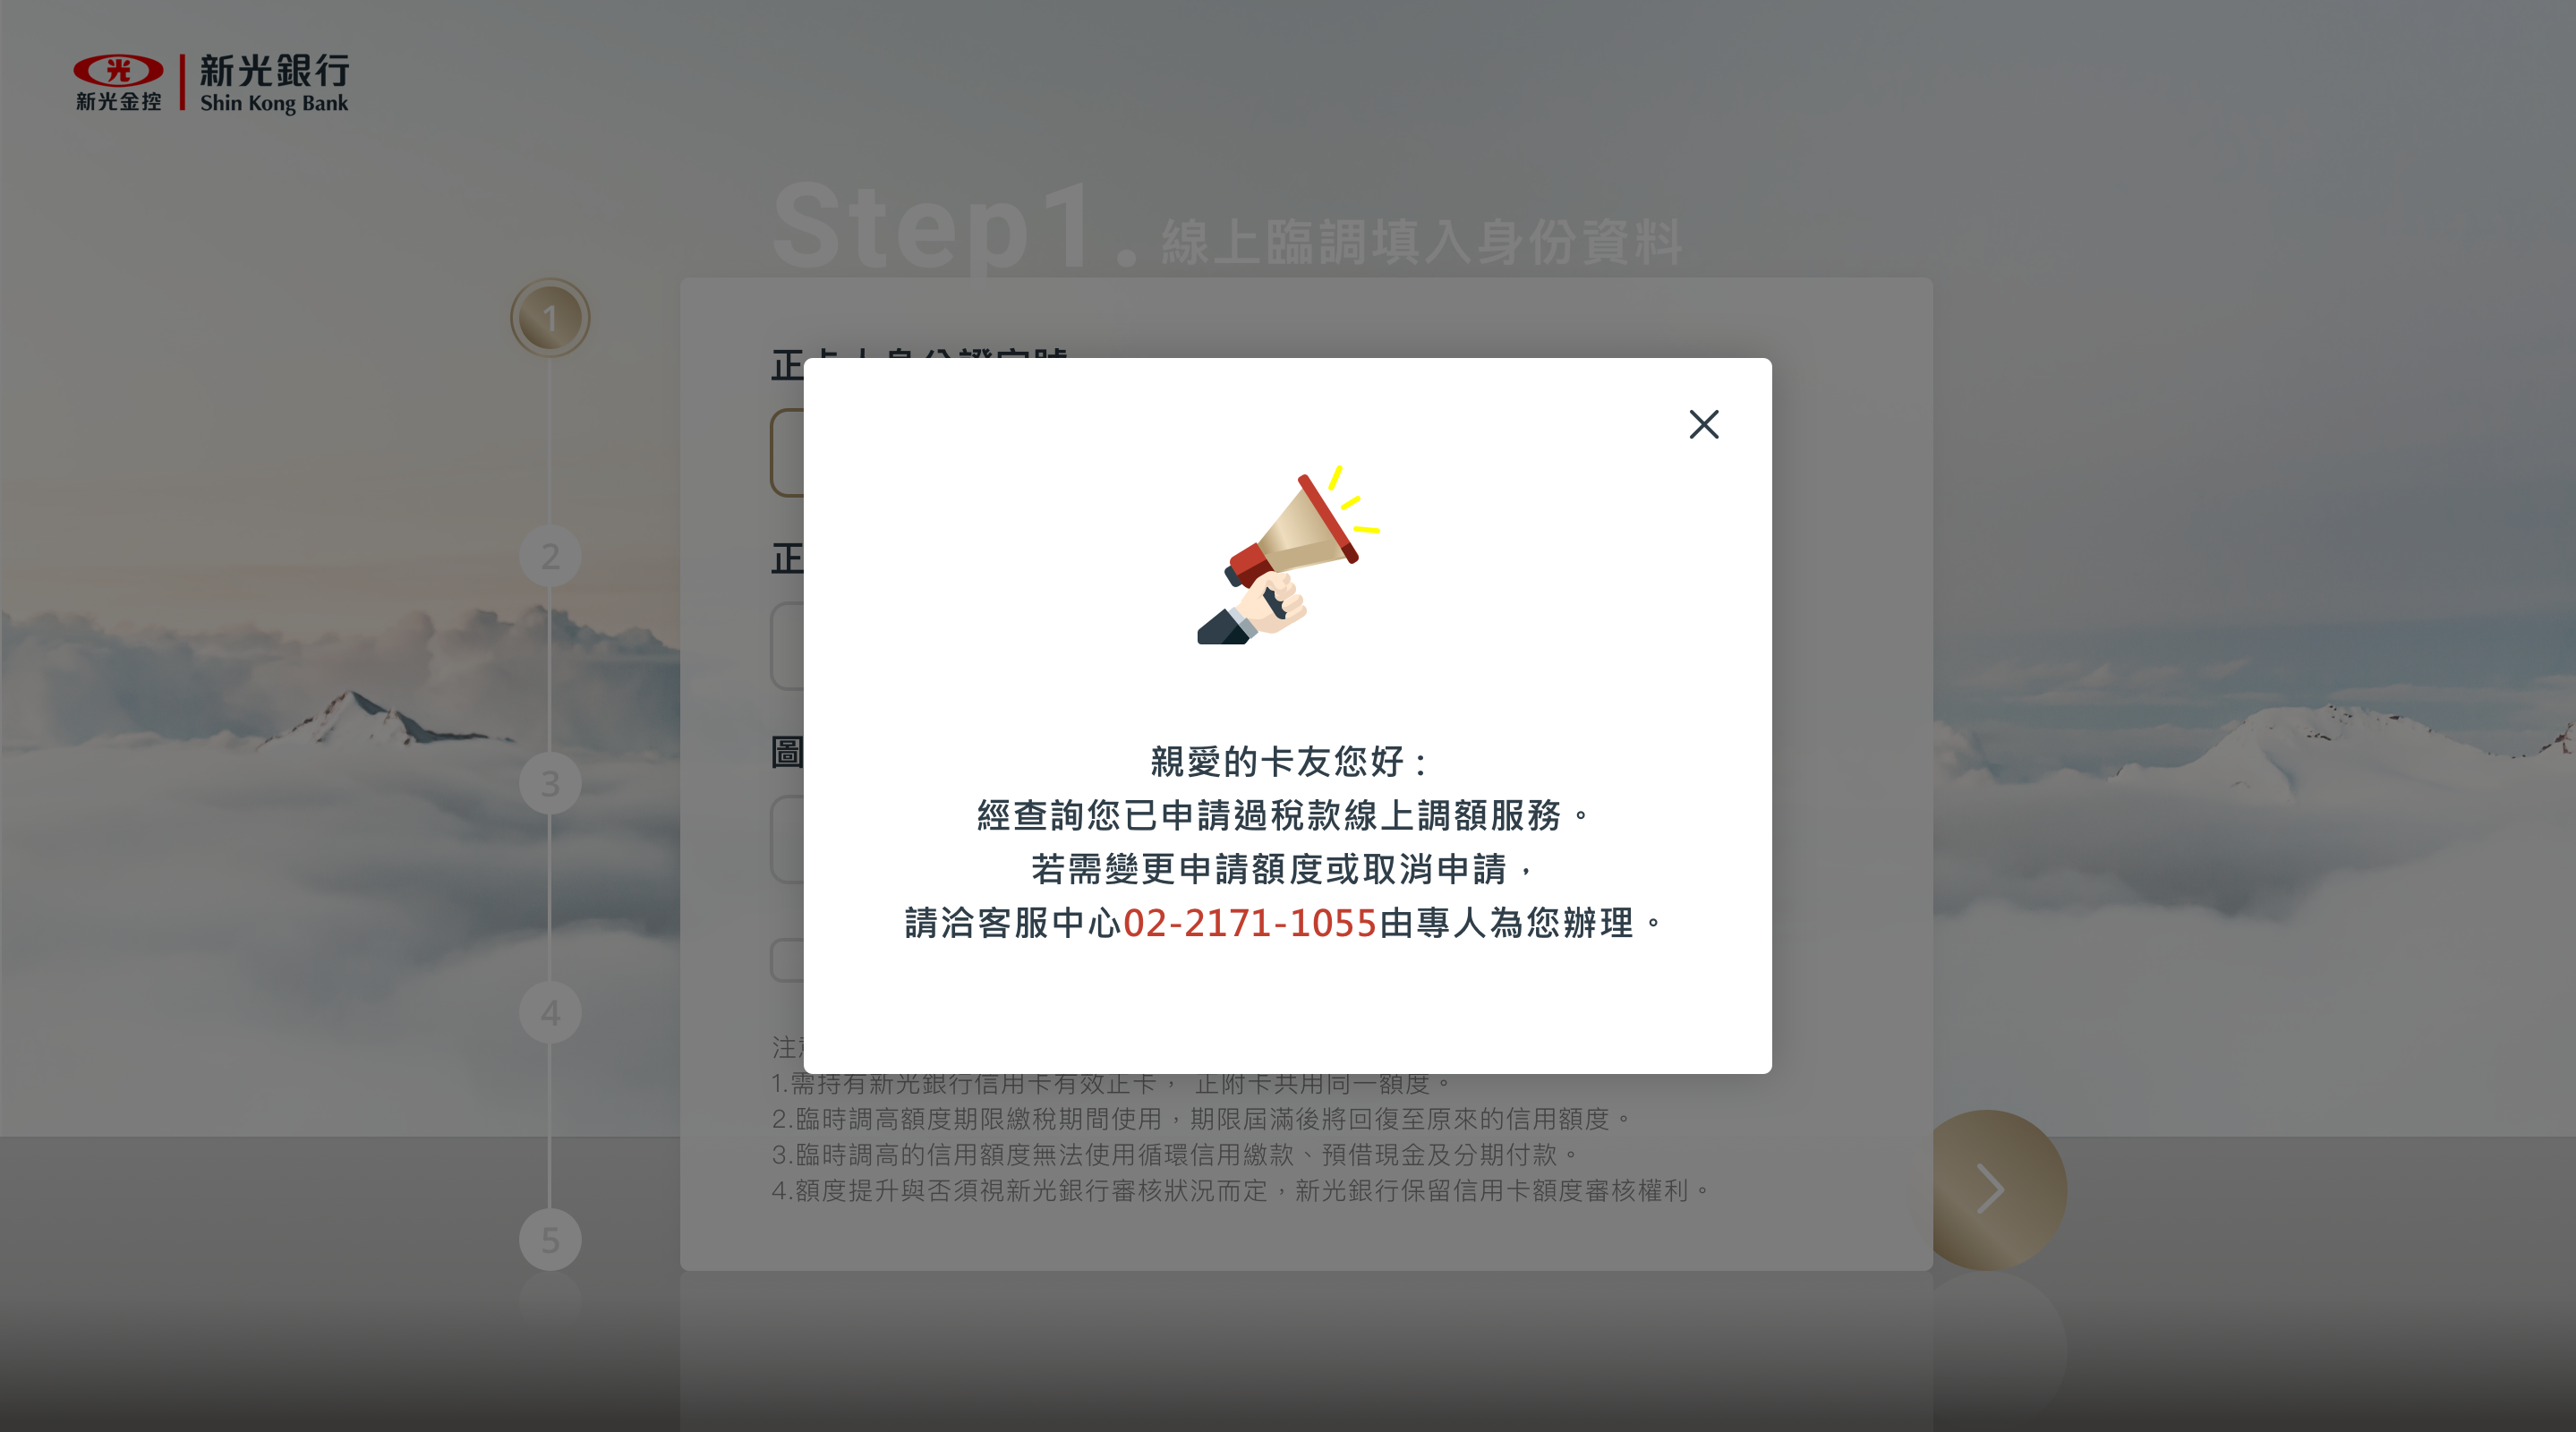 光
新光金控
新光銀行
Shin Kong Bank
Step1. 線上臨調填入身份資料
1
2
3
4
5
正卡人身分證字號
正
圖
親愛的卡友您好：
經查詢您已申請過稅款線上調額服務。
若需變更申請額度或取消申請，
請洽客服中心02-2171-1055由專人為您辦理。
注意
1.需持有新光銀行信用卡有效正卡， 正附卡共用同一額度。
2.臨時調高額度期限繳稅期間使用，期限屆滿後將回復至原來的信用額度。
3.臨時調高的信用額度無法使用循環信用繳款、預借現金及分期付款。
4.額度提升與否須視新光銀行審核狀況而定，新光銀行保留信用卡額度審核權利。